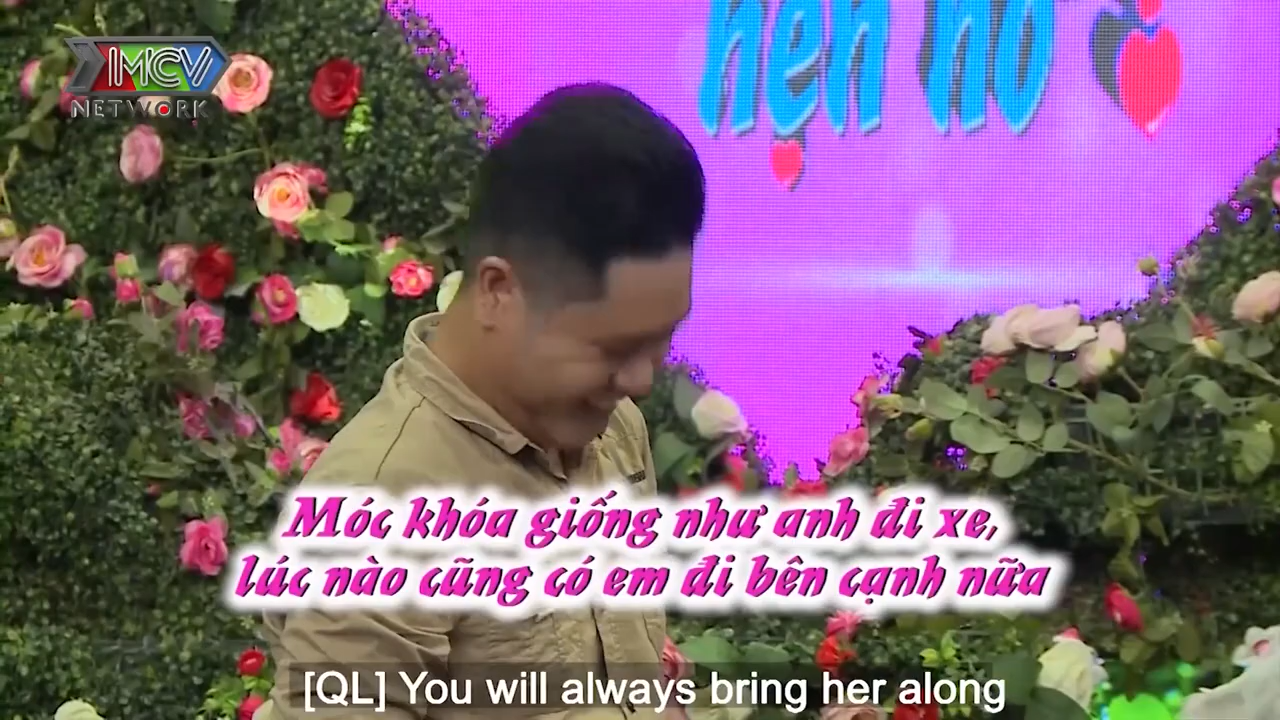 MCV
NETWORK
hẹn hò
Móc khóa giống như anh đi xe,
lúc nào cũng có em đi bên cạnh nữa
[QL] You will always bring her along